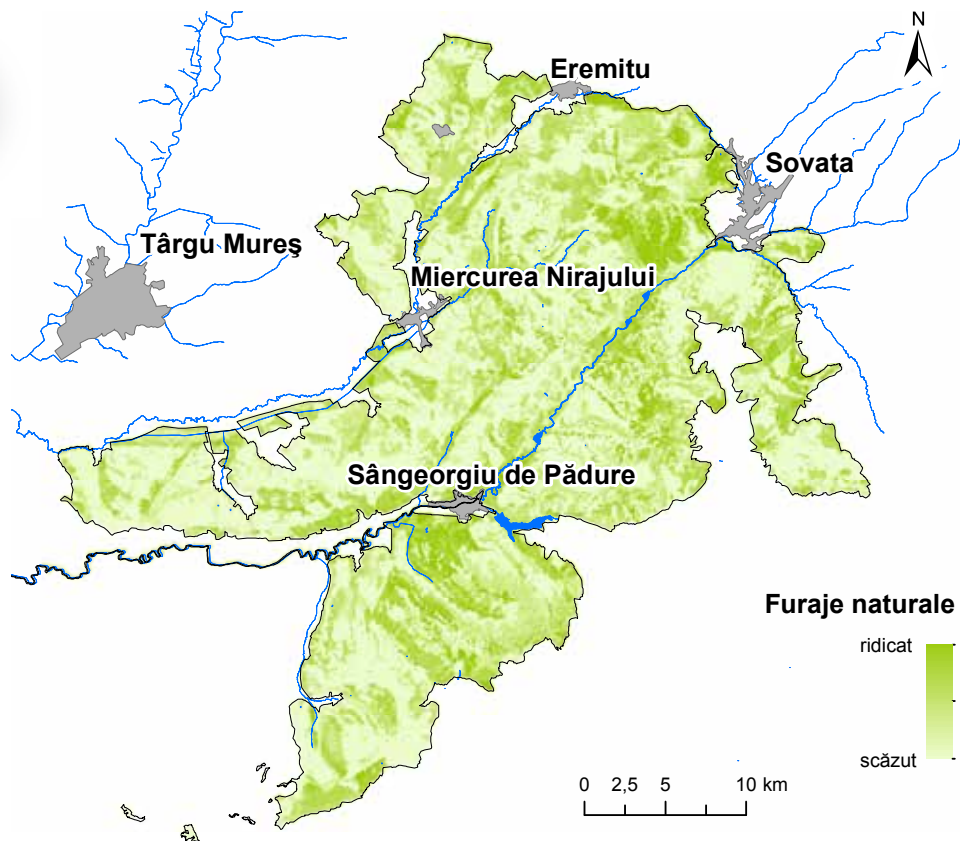 N
Eremitu
Sovata
Târgu Mureş
Miercurea Nirajului
Sângeorgiu de Pădure
Furaje naturale
ridicat
scăzut
0 2,5 5 10 km